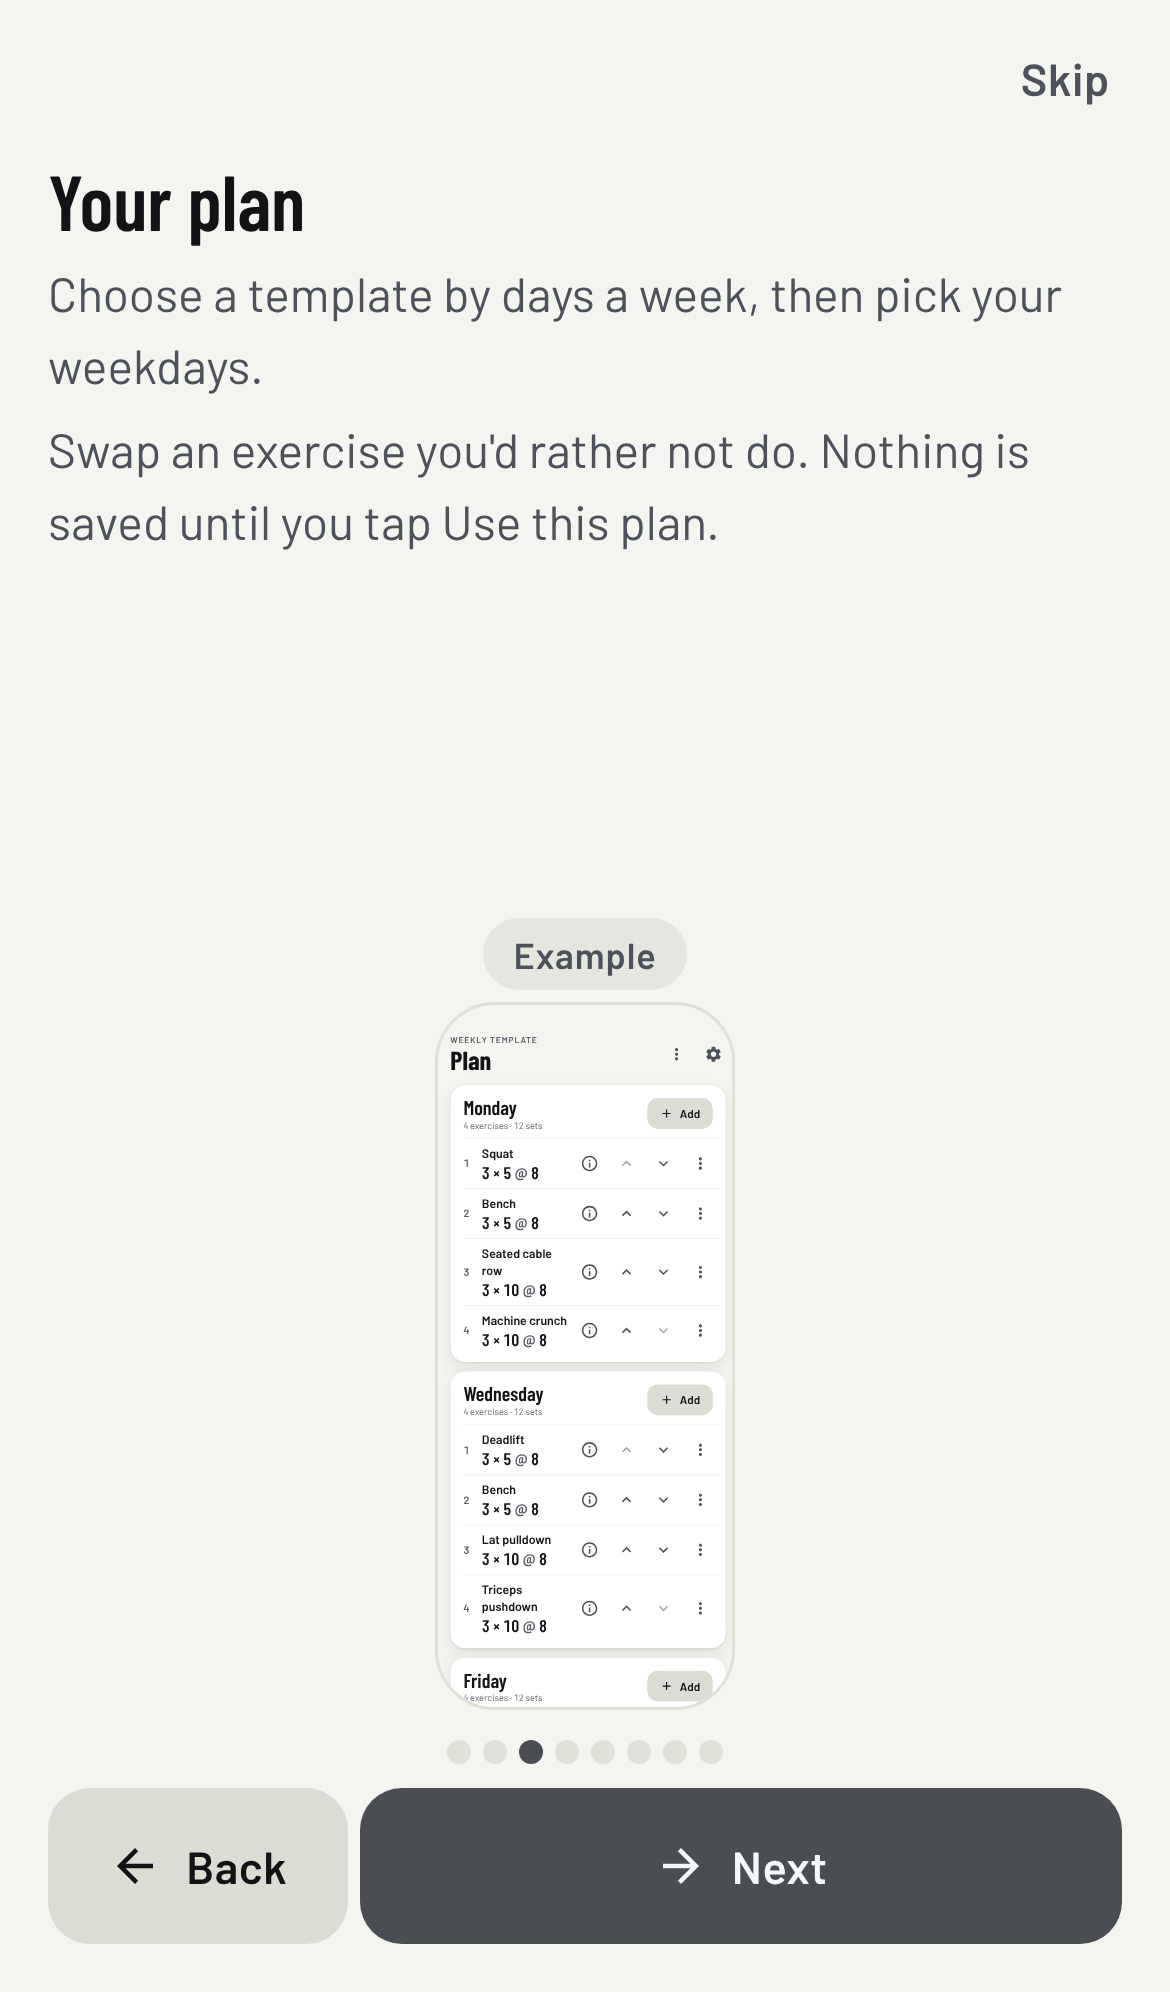 Skip
Your plan
Choose a template by days a week, then pick your
weekdays.
Swap an exercise you'd rather not do. Nothing is
saved until you tap Use this plan.
Example
WEEKLY TEMPLATE
Plan
Monday
4 exercises · 12 sets
+ Add
1
Squat
3 × 5 @ 8
2
Bench
3 × 5 @ 8
3
Seated cable
row
3 × 10 @ 8
4
Machine crunch
3 × 10 @ 8
Wednesday
4 exercises · 12 sets
+ Add
1
Deadlift
3 × 5 @ 8
2
Bench
3 × 5 @ 8
3
Lat pulldown
3 × 10 @ 8
4
Triceps
pushdown
3 × 10 @ 8
Friday
4 exercises · 12 sets
+ Add
Back
Next